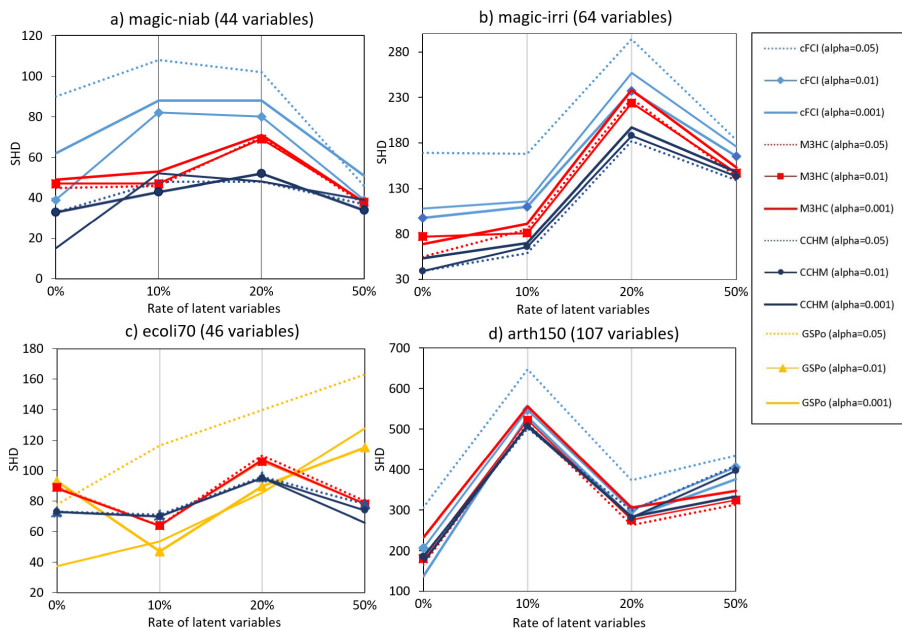 a) magic-niab (44 variables)
120
100
80
60
40
20
0
SHD
0%
10%
20%
50%
Rate of latent variables
b) magic-irri (64 variables)
280
230
180
130
80
30
SHD
0%
10%
20%
50%
Rate of latent variables
c) ecoli70 (46 variables)
180
160
140
120
100
80
60
40
20
SHD
0%
10%
20%
50%
Rate of latent variables
d) arth150 (107 variables)
700
600
500
400
300
200
100
SHD
0%
10%
20%
50%
Rate of latent variables
cFCI (alpha=0.05)
cFCI (alpha=0.01)
cFCI (alpha=0.001)
M3HC (alpha=0.05)
M3HC (alpha=0.01)
M3HC (alpha=0.001)
CCHM (alpha=0.05)
CCHM (alpha=0.01)
CCHM (alpha=0.001)
GSPo (alpha=0.05)
GSPo (alpha=0.01)
GSPo (alpha=0.001)